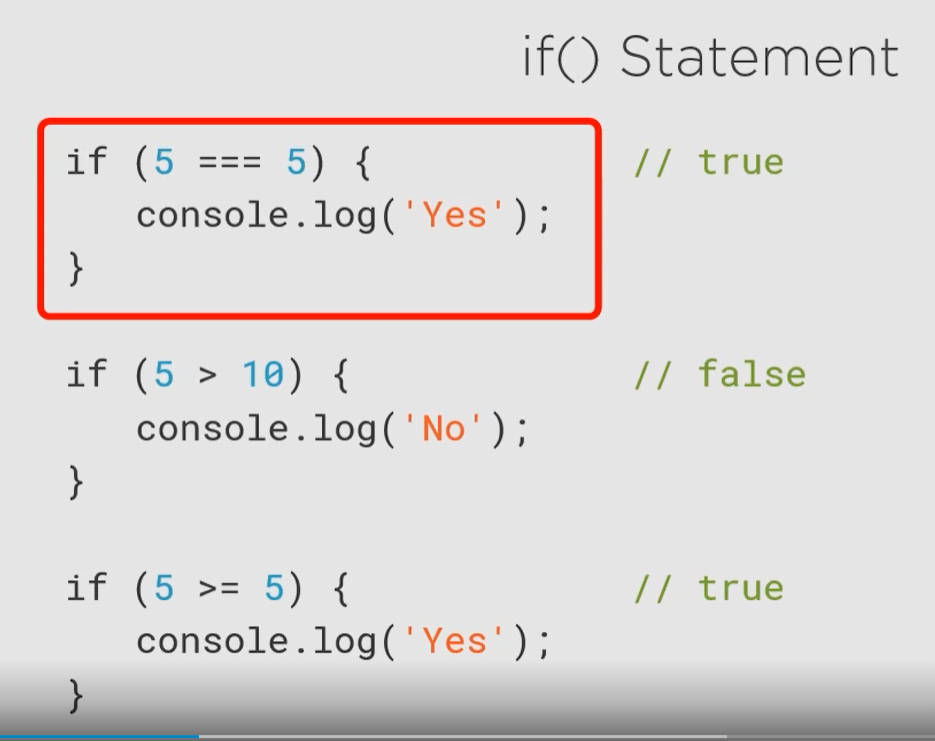 if() Statement
if (5 === 5) { // true
console.log('Yes');
}
if (5 > 10) { // false
console.log('No');
}
if (5 >= 5) { // true
console.log('Yes');
}